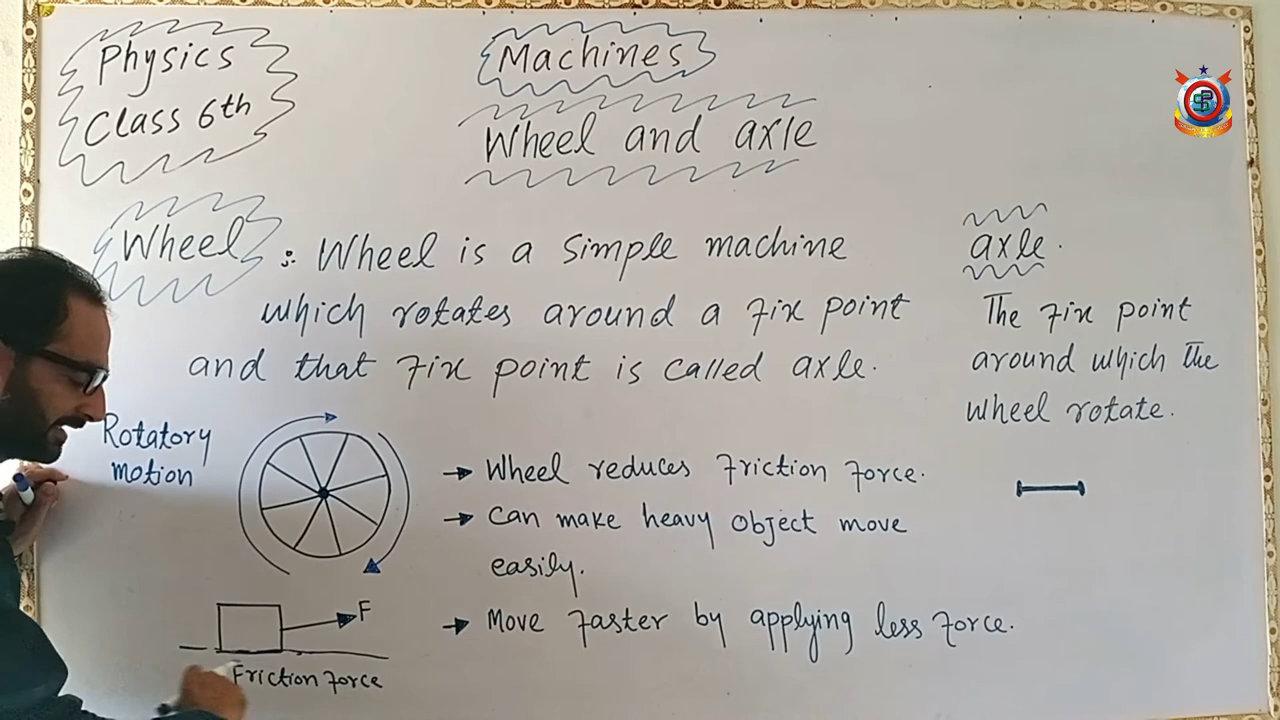 Physics
Class 6th
Machines
Wheel and axle
Wheel : Wheel is a simple machine
which rotates around a fix point
and that fix point is called axle.
axle.
The fix point
around which the
wheel rotate.
Rotatory
motion
→ Wheel reduces friction force.
→ Can make heavy object move
easily.
→ Move faster by applying less force.
F
Friction force